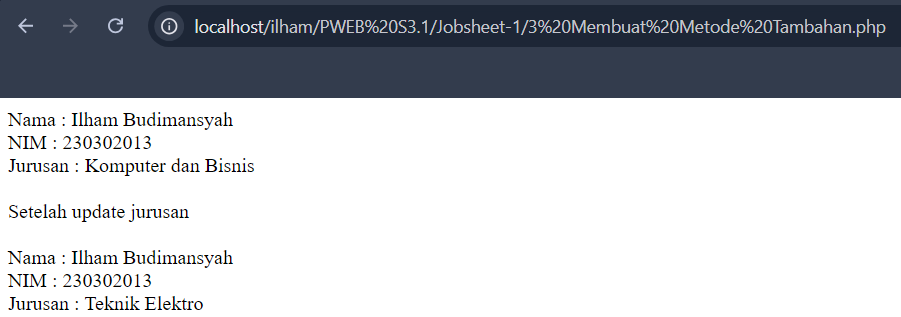 localhost/ilham/PWEB%20S3.1/Jobsheet-1/3%20Membuat%20Metode%20Tambahan.php
Nama : Ilham Budimansyah
NIM : 230302013
Jurusan : Komputer dan Bisnis
Setelah update jurusan
Nama : Ilham Budimansyah
NIM : 230302013
Jurusan : Teknik Elektro